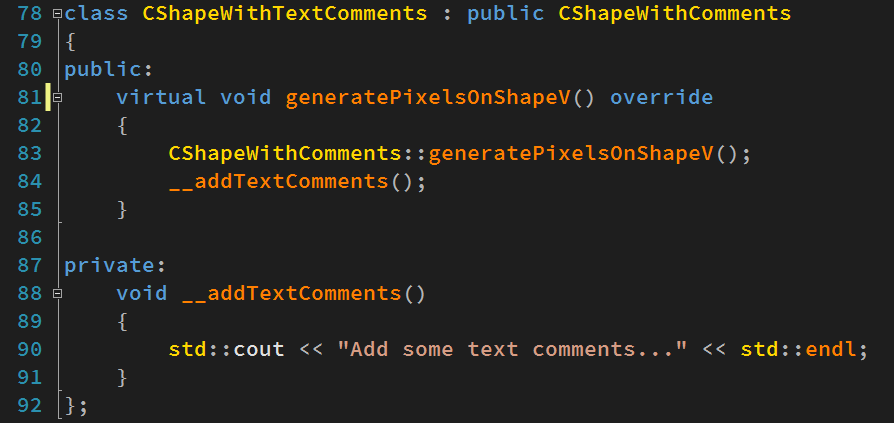 78 class CShapeWithTextComments : public CShapeWithComments
79 {
80 public:
81     virtual void generatePixelsOnShapeV() override
82     {
83         CShapeWithComments::generatePixelsOnShapeV();
84         __addTextComments();
85     }
86
87 private:
88     void __addTextComments()
89     {
90         std::cout << "Add some text comments..." << std::endl;
91     }
92 };